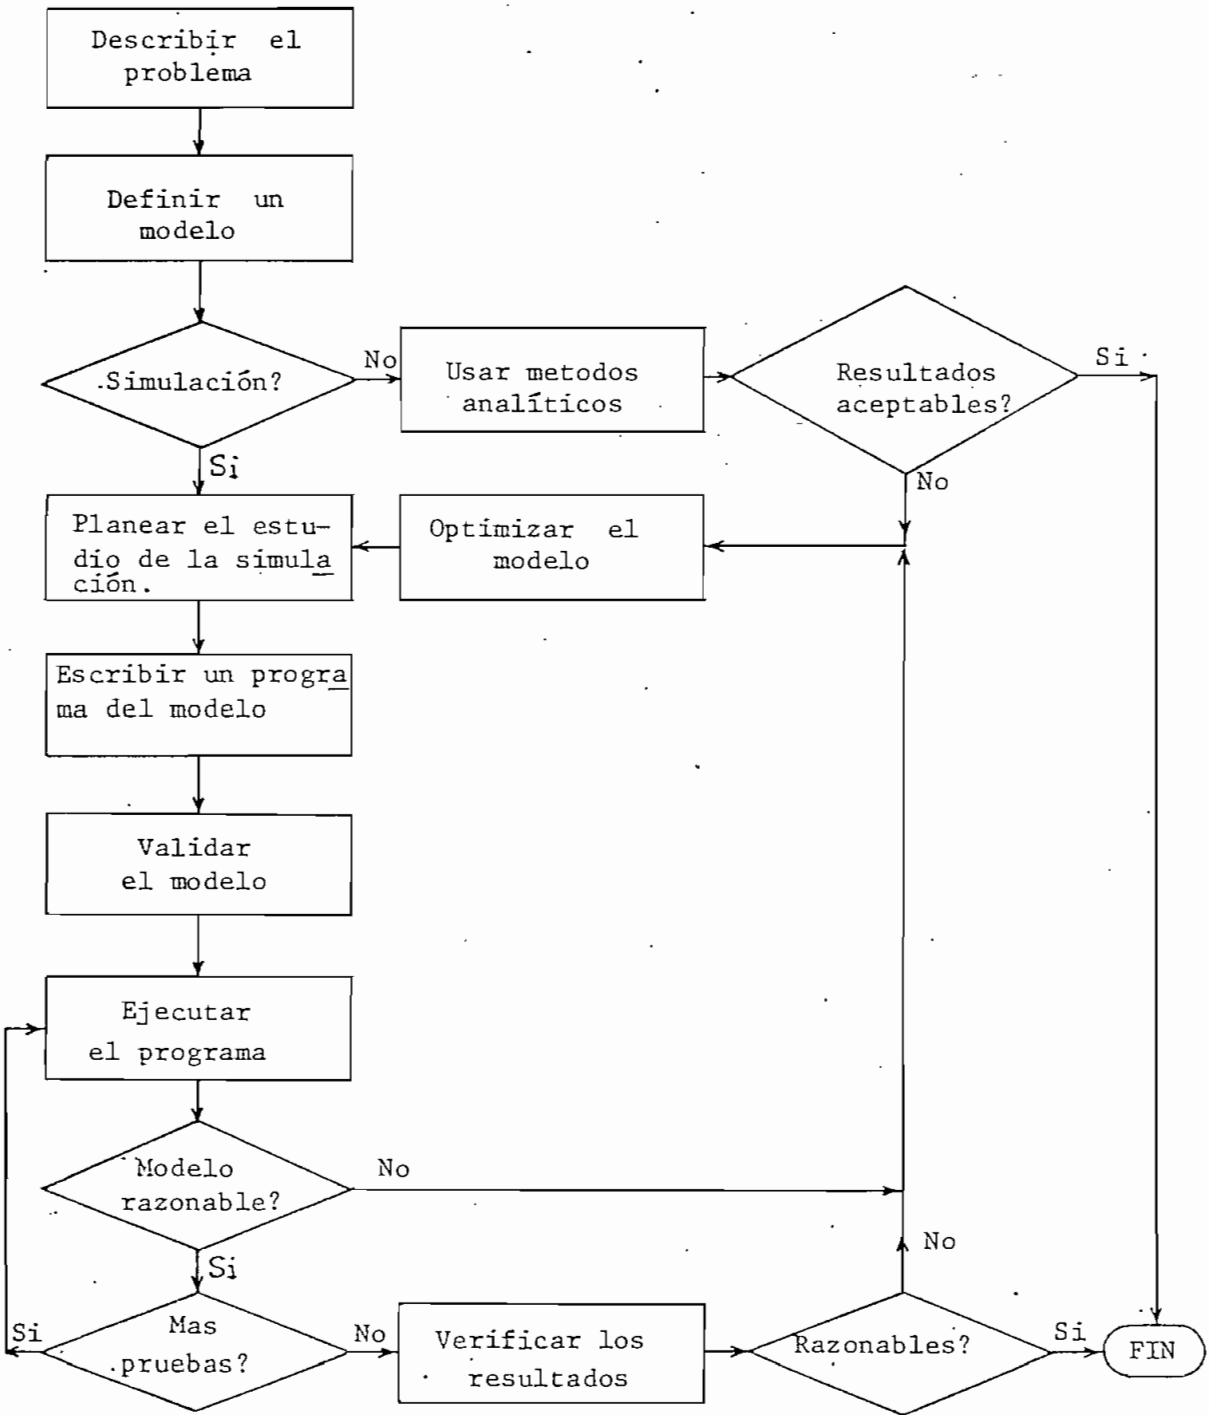 Describir el
problema
Definir un
modelo
Simulación?
No
Usar metodos
analíticos
Resultados
aceptables?
Si
Si
No
Planear el estu-
dio de la simula
ción.
Optimizar el
modelo
Escribir un progra
ma del modelo
Validar
el modelo
Ejecutar
el programa
Modelo
razonable?
No
Si
No
Mas
pruebas?
Si
No
Verificar los
resultados
Razonables?
Si
FIN